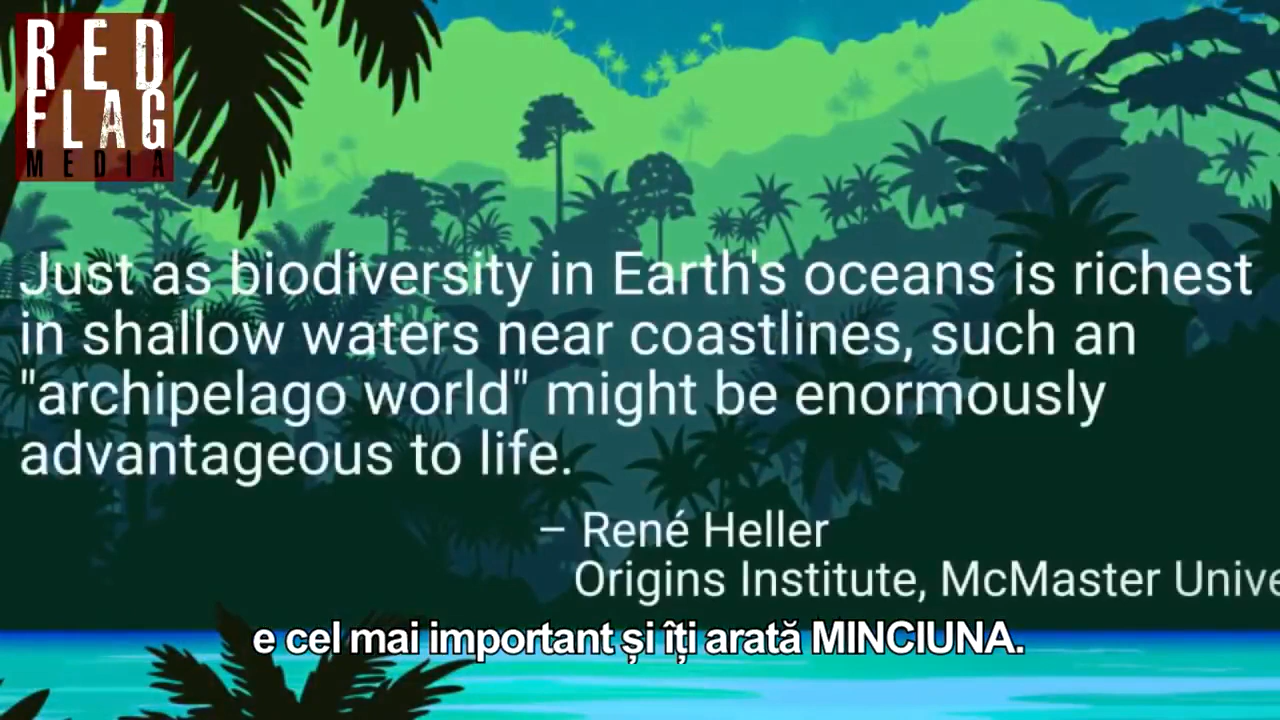 RED
FLAG
MEDIA
Just as biodiversity in Earth's oceans is richest
in shallow waters near coastlines, such an
"archipelago world" might be enormously
advantageous to life.
– René Heller
Origins Institute, McMaster Unive
e cel mai important și îți arată MINCIUNA.